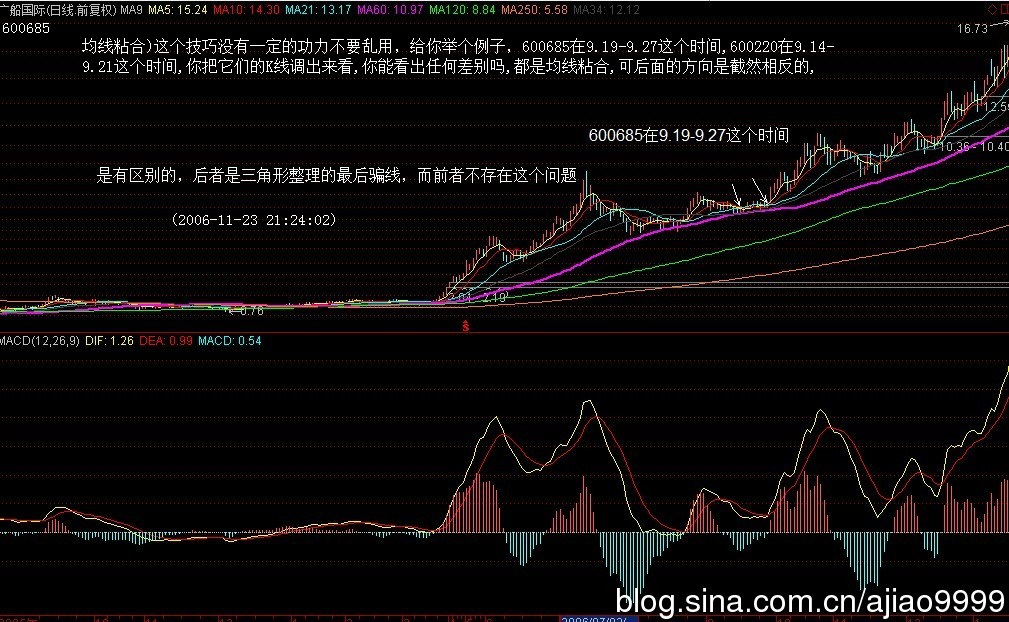 广船国际(日线.前复权) MA9 MA5: 15.24 MA10: 14.30 MA21: 13.17 MA60: 10.97 MA120: 8.84 MA250: 5.58 MA34: 12.12
600685
16.73
均线粘合)这个技巧没有一定的功力不要乱用，给你举个例子，600685在9.19-9.27这个时间,600220在9.14-
9.21这个时间,你把它们的K线调出来看,你能看出任何差别吗,都是均线粘合,可后面的方向是截然相反的,
12.59
600685在9.19-9.27这个时间
10.36 - 10.40
是有区别的，后者是三角形整理的最后骗线，而前者不存在这个问题
(2006-11-23 21:24:02)
2.01 - 2.19
0.76
S
MACD(12,26,9) DIF: 1.26 DEA: 0.99 MACD: 0.54
blog.sina.com.cn/ajiao9999